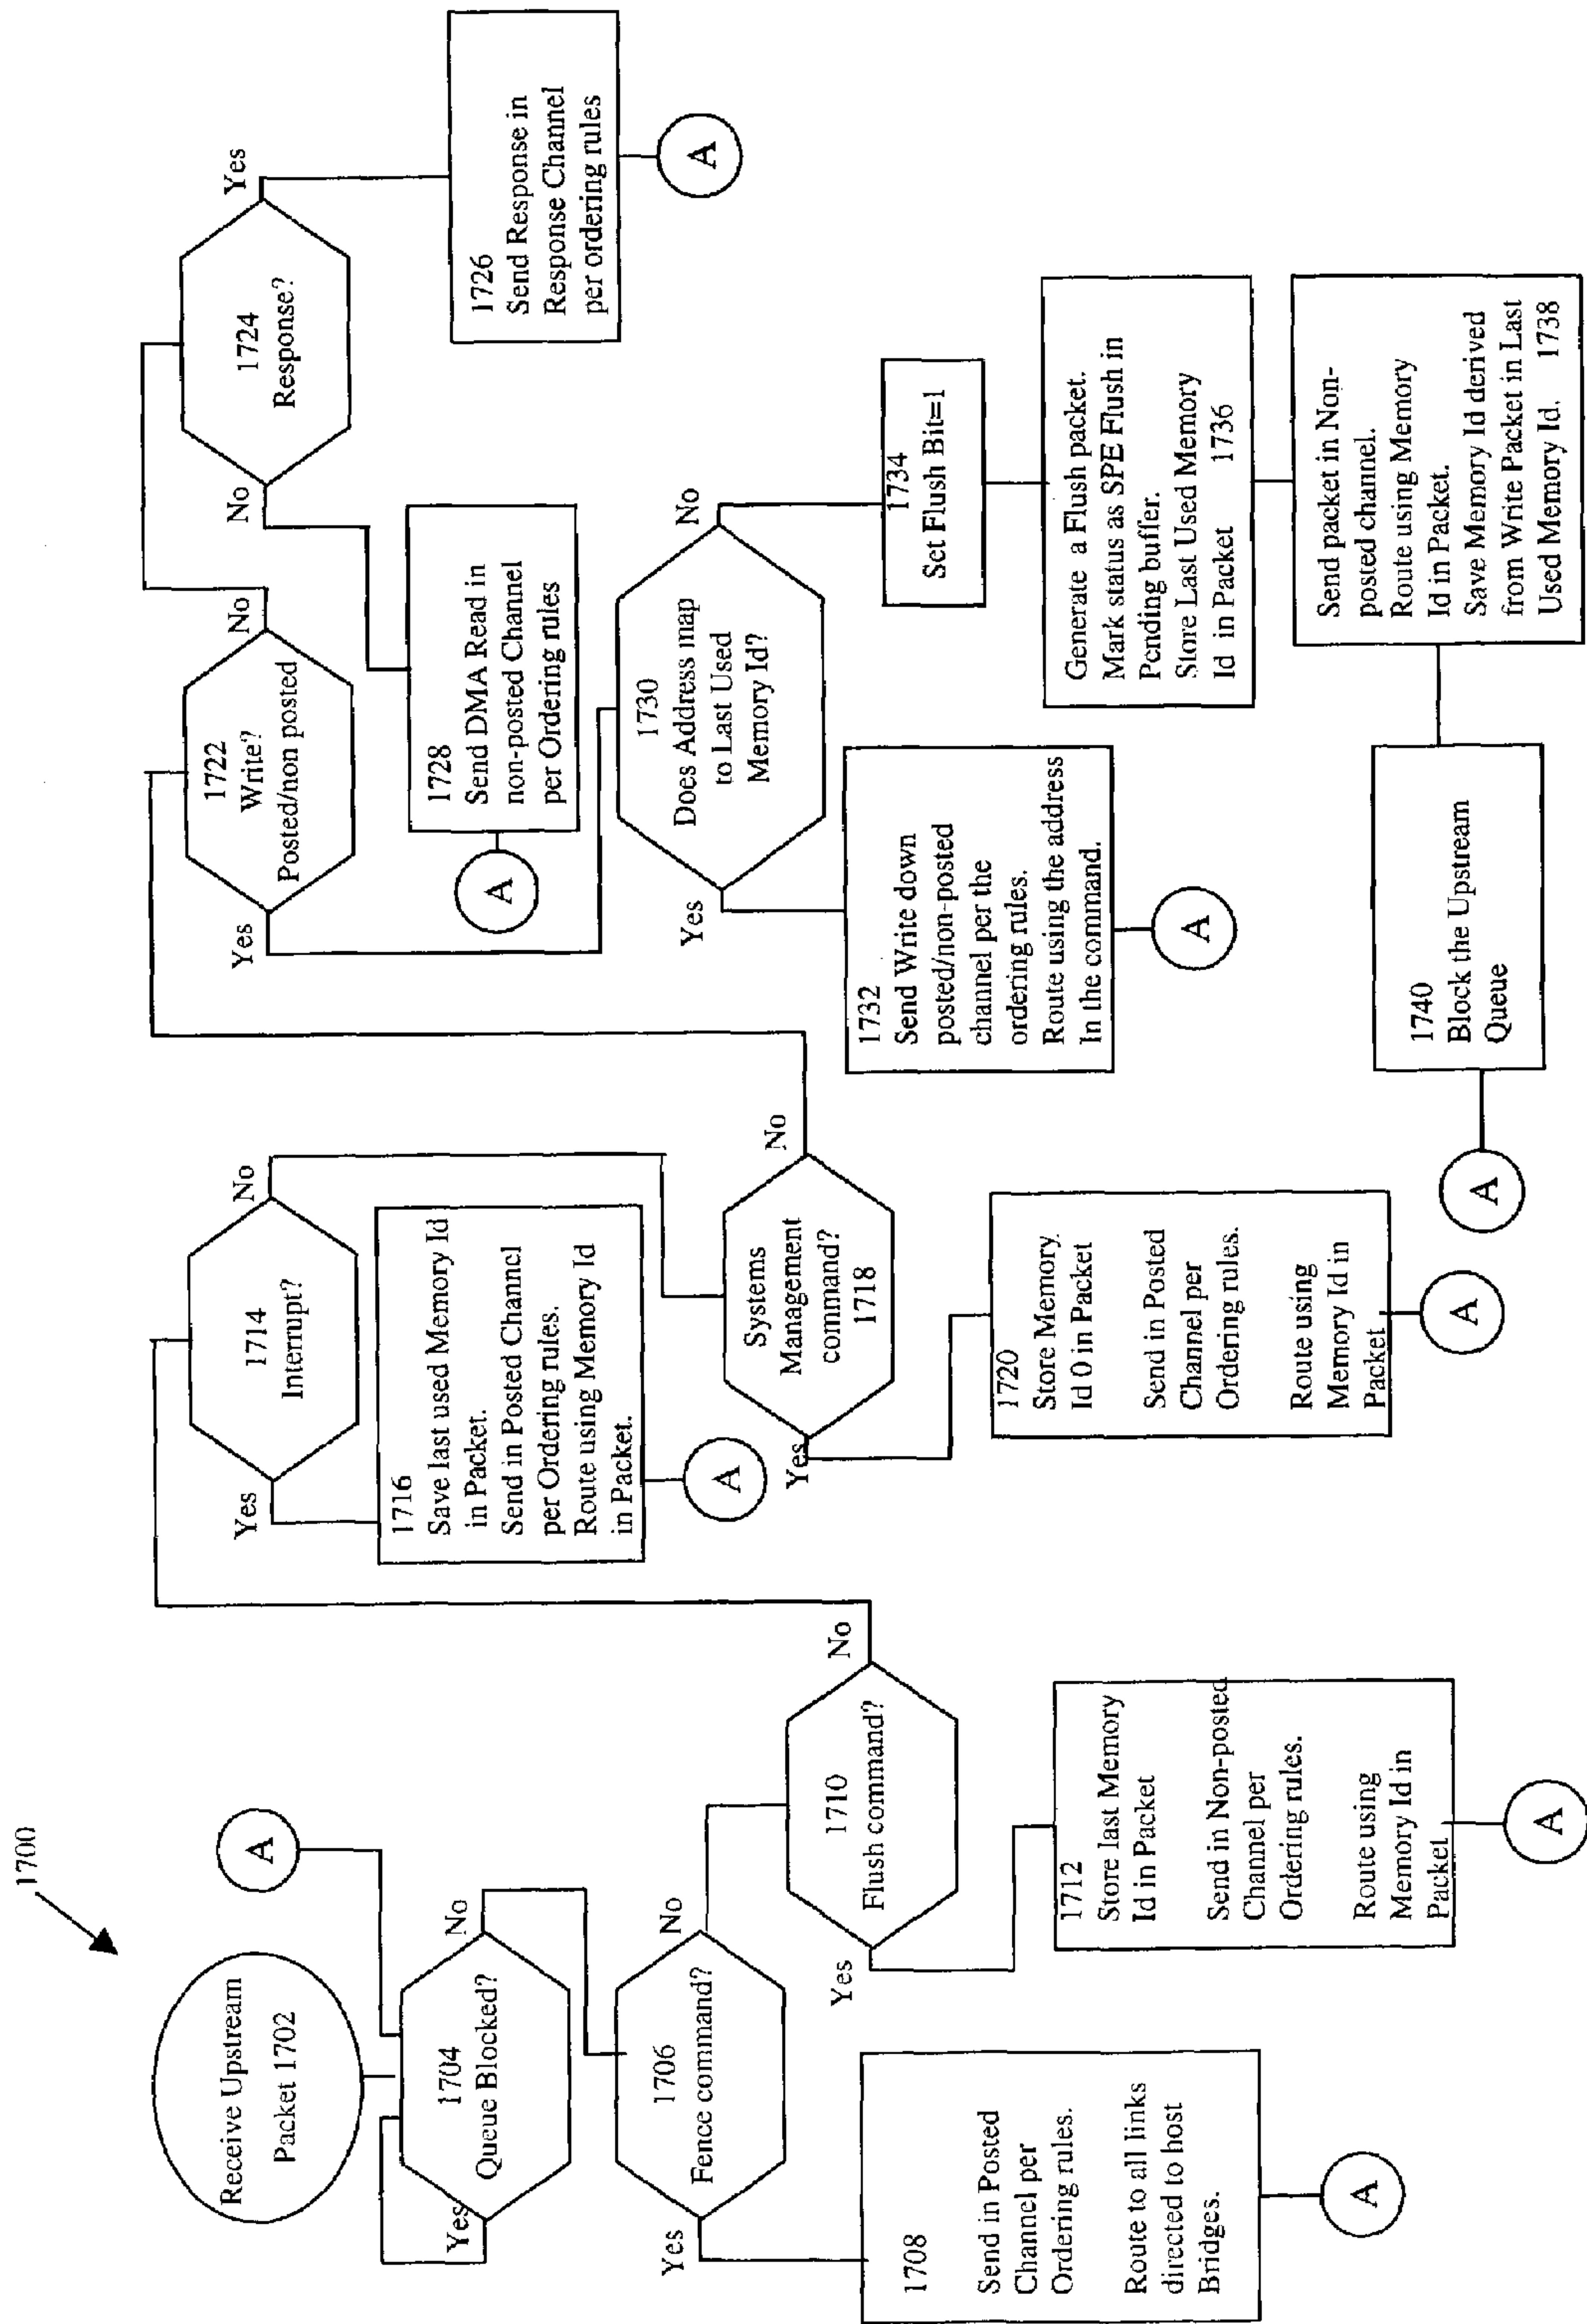 1700
Receive Upstream
Packet 1702
A
1704
Queue Blocked?
Yes
No
1706
Fence command?
Yes
No
1708
Send in Posted
Channel per
Ordering rules.
Route to all links
directed to host
Bridges.
A
1710
Flush command?
Yes
No
1712
Store last Memory
Id in Packet
Send in Non-posted
Channel per
Ordering rules.
Route using
Memory Id in
Packet
A
1714
Interrupt?
Yes
No
1716
Save last used Memory Id
in Packet.
Send in Posted Channel
per Ordering rules.
Route using Memory Id
in Packet.
A
Systems
Management
command?
1718
Yes
No
1720
Store Memory
Id 0 in Packet
Send in Posted
Channel per
Ordering rules.
Route using
Memory Id in
Packet
A
1722
Write?
Posted/non posted
Yes
No
1724
Response?
No
Yes
1726
Send Response in
Response Channel
per ordering rules
A
1728
Send DMA Read in
non-posted Channel
per Ordering rules
A
1730
Does Address map
to Last Used
Memory Id?
Yes
No
1732
Send Write down
posted/non-posted
channel per the
ordering rules.
Route using the address
In the command.
A
1734
Set Flush Bit=1
Generate a Flush packet.
Mark status as SPE Flush in
Pending buffer.
Store Last Used Memory
Id in Packet 1736
Send packet in Non-
posted channel.
Route using Memory
Id in Packet.
Save Memory Id derived
from Write Packet in Last
Used Memory Id. 1738
1740
Block the Upstream
Queue
A